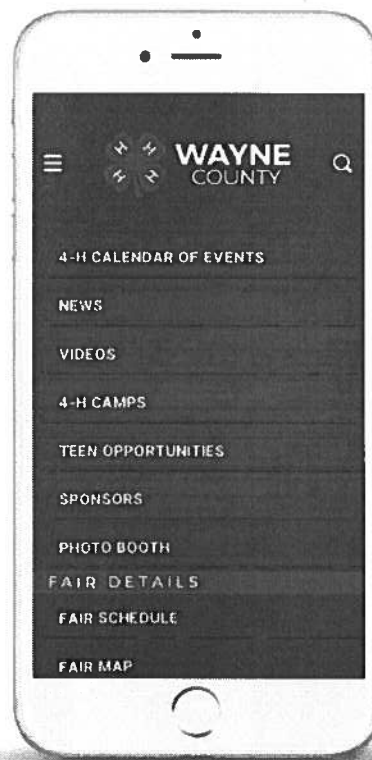 H H
WAYNE
H H
COUNTY
4-H CALENDAR OF EVENTS
NEWS
VIDEOS
4-H CAMPS
TEEN OPPORTUNITIES
SPONSORS
PHOTO BOOTH
FAIR DETAILS
FAIR SCHEDULE
FAIR MAP